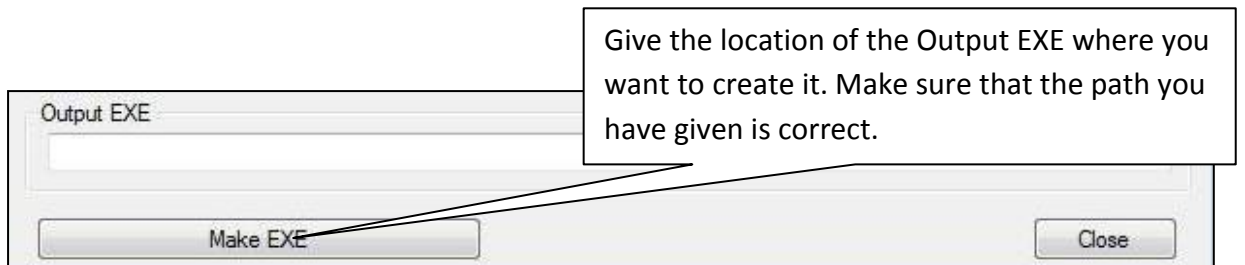 Give the location of the Output EXE where you
want to create it. Make sure that the path you
have given is correct.
Output EXE
Make EXE
Close